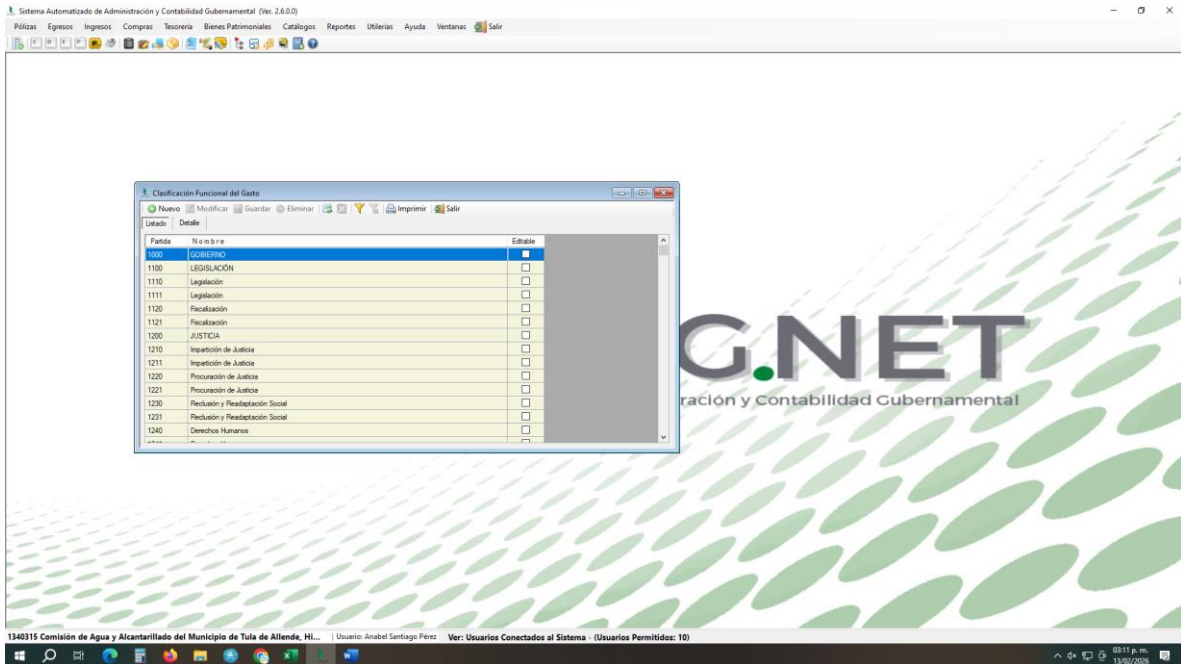 Sistema Automatizado de Administración y Contabilidad Gubernamental (Ver. 2.6.0.0)
Pólizas Egresos Ingresos Compras Tesorería Bienes Patrimoniales Catálogos Reportes Utilerías Ayuda Ventanas Salir
Clasificación Funcional del Gasto
Nuevo Modificar Guardar Eliminar Imprimir Salir
Listado Detalle
Partida Nombre Editable
1000 GOBIERNO
1100 LEGISLACIÓN
1110 Legislación
1111 Legislación
1120 Fiscalización
1121 Fiscalización
1200 JUSTICIA
1210 Impartición de Justicia
1211 Impartición de Justicia
1220 Procuración de Justicia
1221 Procuración de Justicia
1230 Reclusión y Readaptación Social
1231 Reclusión y Readaptación Social
1240 Derechos Humanos
G.NET
ración y Contabilidad Gubernamental
1340315 Comisión de Agua y Alcantarillado del Municipio de Tula de Allende, Hi... | Usuario: Anabel Santiago Pérez Ver: Usuarios Conectados al Sistema - (Usuarios Permitidos: 10)
03:11 p. m.
13/02/2026